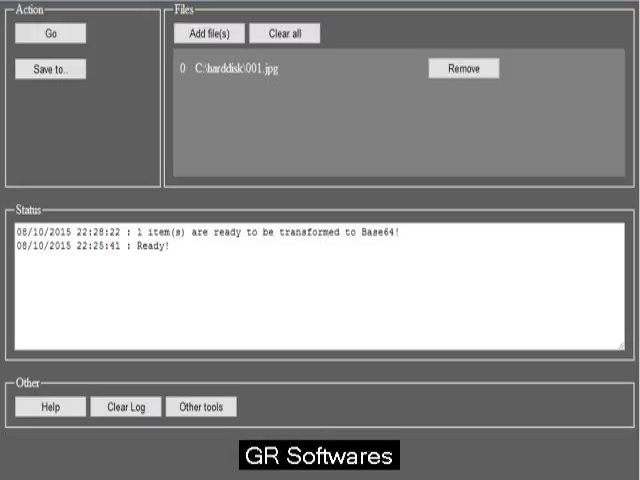 Action
Files
Go
Add file(s)
Clear all
Save to..
0 C:\harddisk\001.jpg
Remove
Status
08/10/2015 22:28:22 : 1 item(s) are ready to be transformed to Base64!
08/10/2015 22:25:41 : Ready!
Other
Help
Clear Log
Other tools
GR Softwares